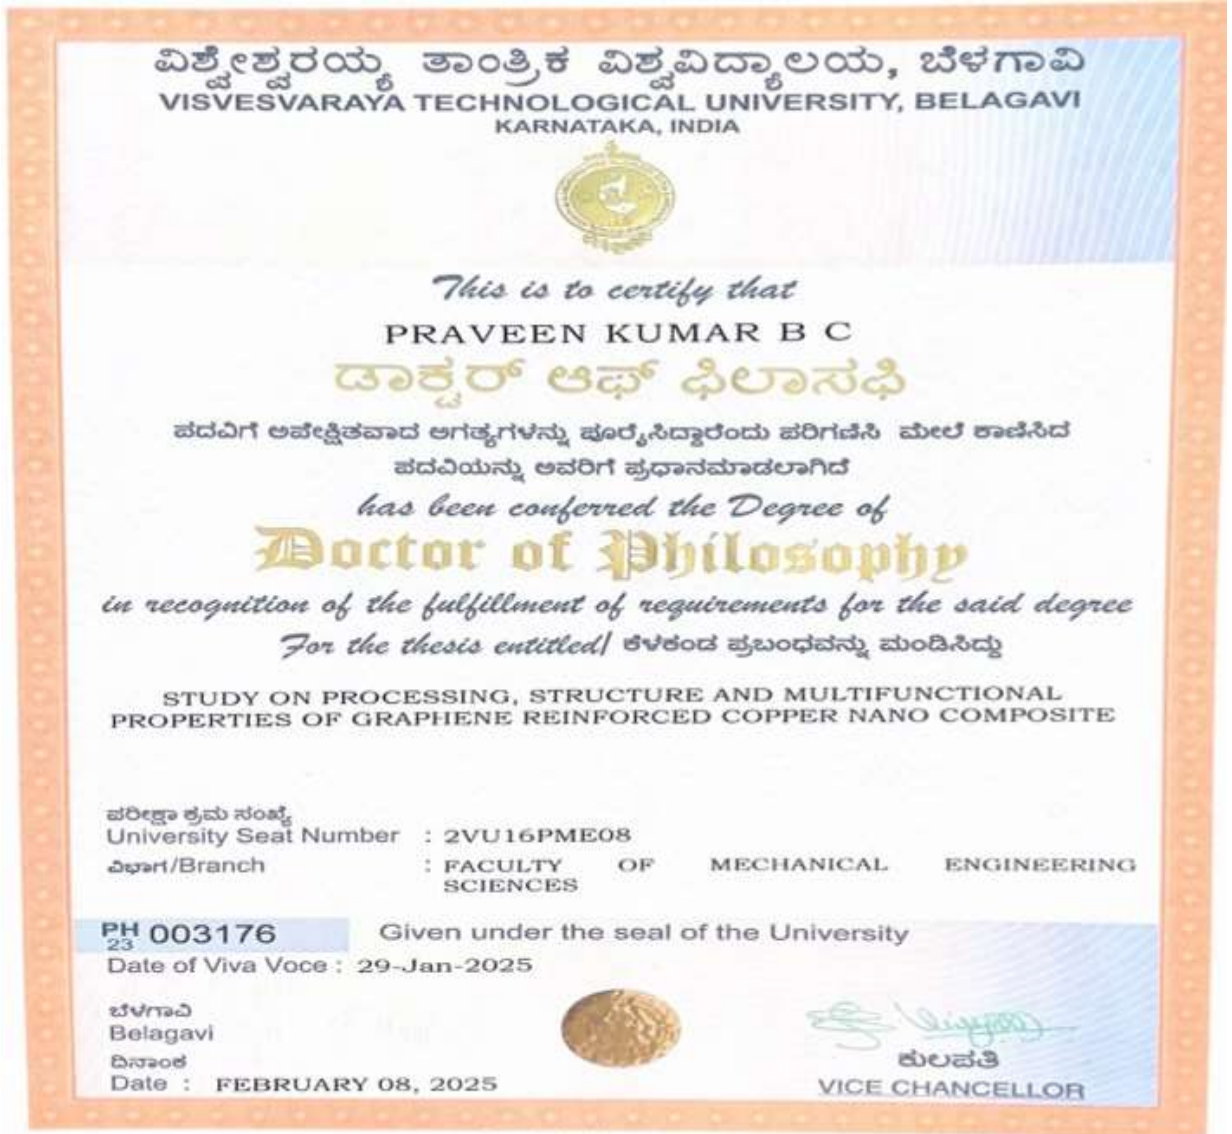 ವಿಶ್ವೇಶ್ವರಯ್ಯ ತಾಂತ್ರಿಕ ವಿಶ್ವವಿದ್ಯಾಲಯ, ಬೆಳಗಾವಿ
VISVESVARAYA TECHNOLOGICAL UNIVERSITY, BELAGAVI
KARNATAKA, INDIA
This is to certify that
PRAVEEN KUMAR B C
ಡಾಕ್ಟರ್ ಆಫ್ ಫಿಲಾಸಫಿ
ಪದವಿಗೆ ಅಪೇಕ್ಷಿತವಾದ ಅಗತ್ಯಗಳನ್ನು ಪೂರೈಸಿದ್ದಾರೆಂದು ಪರಿಗಣಿಸಿ ಮೇಲೆ ಕಾಣಿಸಿದ
ಪದವಿಯನ್ನು ಅವರಿಗೆ ಪ್ರಧಾನಮಾಡಲಾಗಿದೆ
has been conferred the Degree of
Doctor of Philosophy
in recognition of the fulfillment of requirements for the said degree
For the thesis entitled/ ಕೆಳಕಂಡ ಪ್ರಬಂಧವನ್ನು ಮಂಡಿಸಿದ್ದು
STUDY ON PROCESSING, STRUCTURE AND MULTIFUNCTIONAL
PROPERTIES OF GRAPHENE REINFORCED COPPER NANO COMPOSITE
ಪರೀಕ್ಷಾ ಕ್ರಮ ಸಂಖ್ಯೆ
University Seat Number : 2VU16PME08
ವಿಭಾಗ/Branch : FACULTY OF MECHANICAL ENGINEERING
SCIENCES
PH 23 003176 Given under the seal of the University
Date of Viva Voce : 29-Jan-2025
ಬೆಳಗಾವಿ
Belagavi
ದಿನಾಂಕ
Date : FEBRUARY 08, 2025
ಕುಲಪತಿ
VICE CHANCELLOR